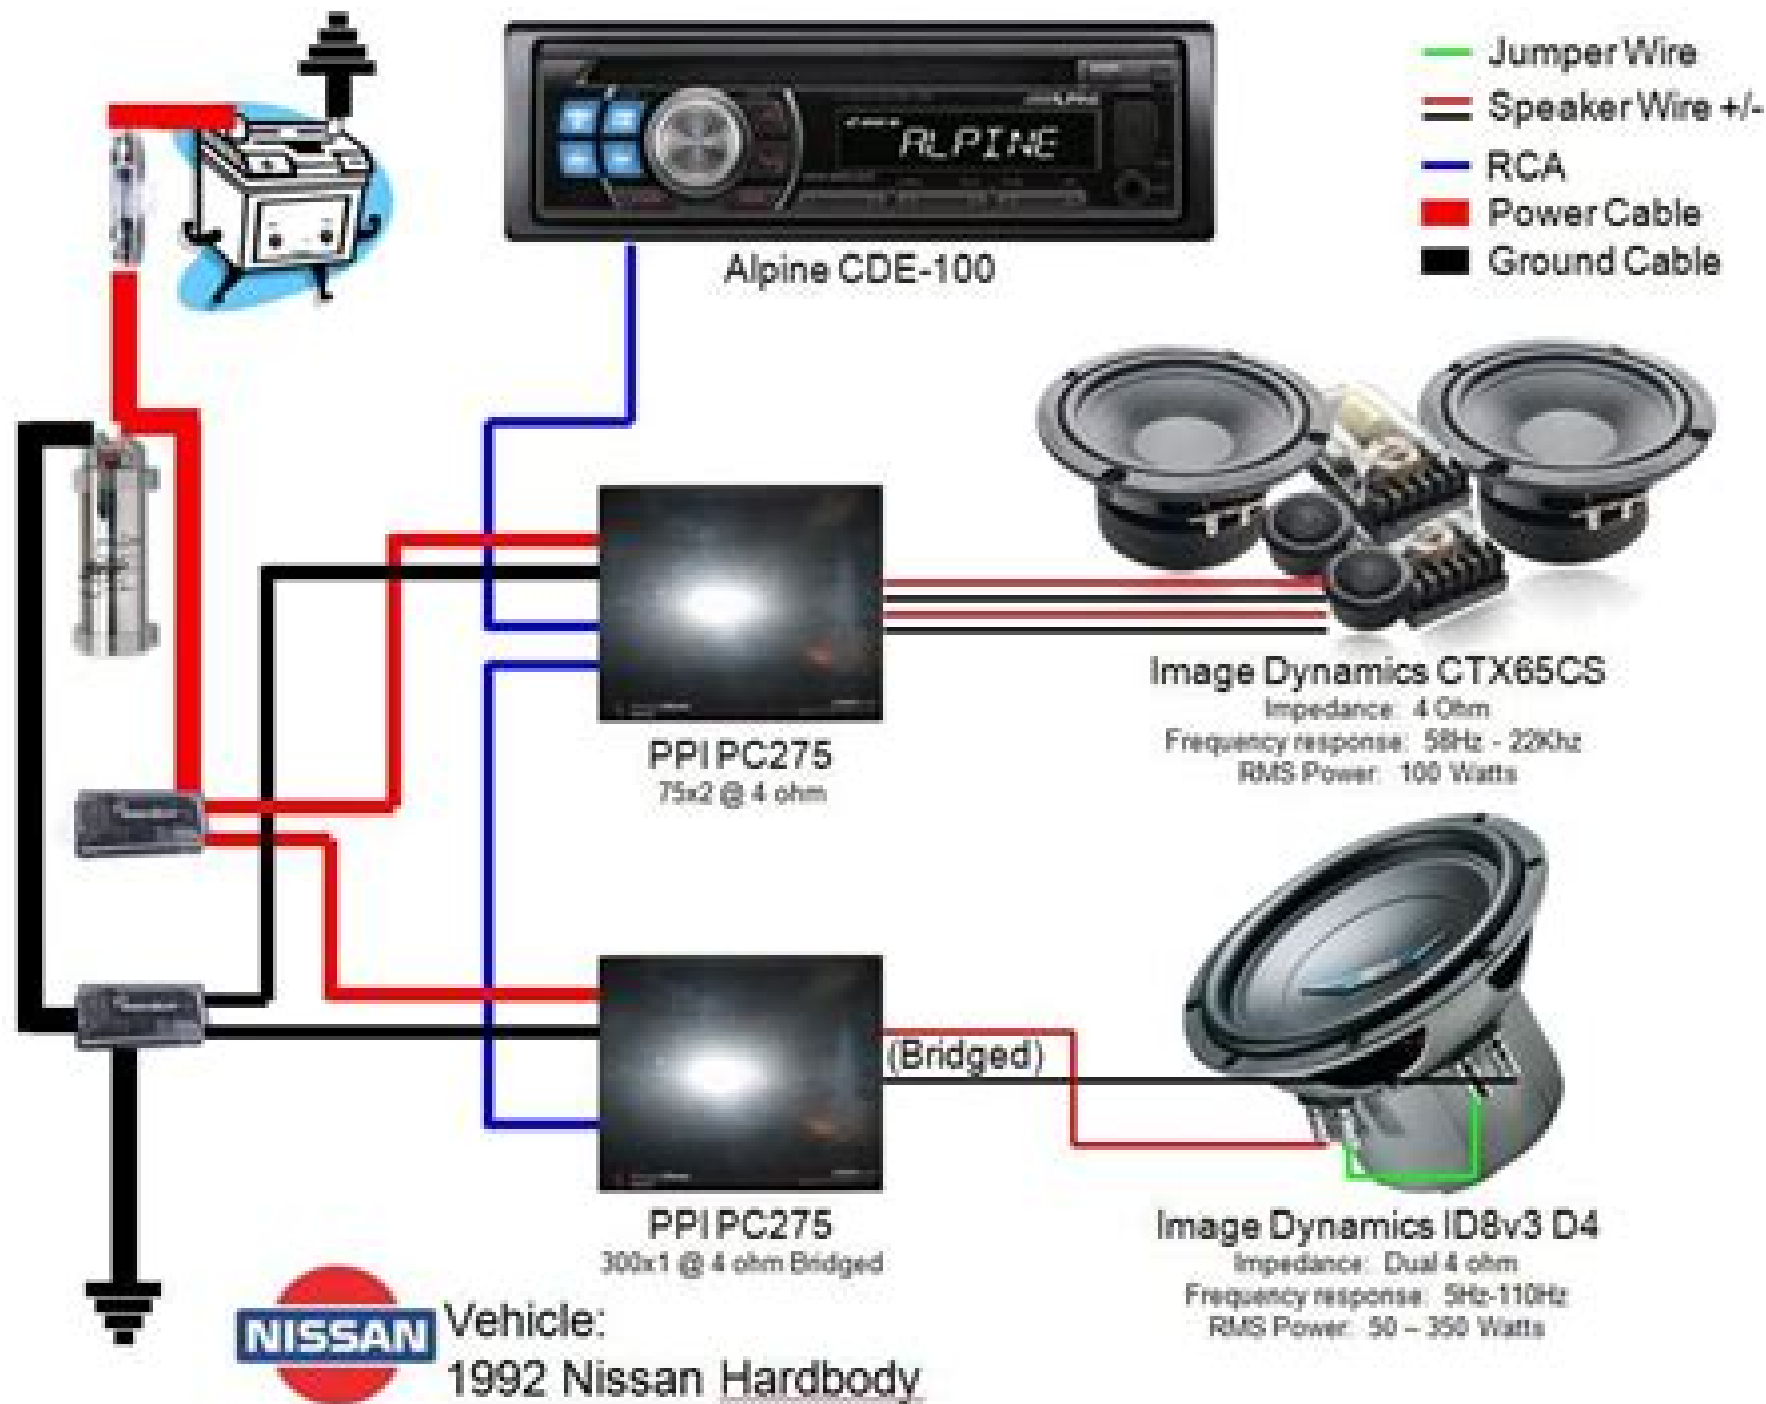 ALPINE
Alpine CDE-100
Jumper Wire
Speaker Wire +/-
RCA
Power Cable
Ground Cable
Image Dynamics CTX65CS
Impedance: 4 Ohm
Frequency response: 58Hz - 22Khz
RMS Power: 100 Watts
PPI PC275
75x2 @ 4 ohm
(Bridged)
PPI PC275
300x1 @ 4 ohm Bridged
Image Dynamics ID8v3 D4
Impedance: Dual 4 ohm
Frequency response: 5Hz-110Hz
RMS Power: 50 – 350 Watts
NISSAN
Vehicle:
1992 Nissan Hardbody